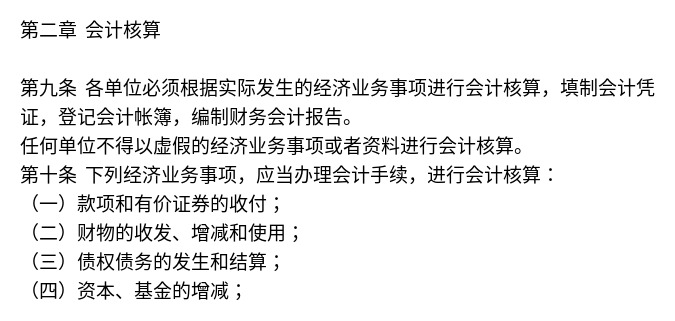 第二章 会计核算
第九条 各单位必须根据实际发生的经济业务事项进行会计核算，填制会计凭
证，登记会计帐簿，编制财务会计报告。
任何单位不得以虚假的经济业务事项或者资料进行会计核算。
第十条 下列经济业务事项，应当办理会计手续，进行会计核算：
（一）款项和有价证券的收付；
（二）财物的收发、增减和使用；
（三）债权债务的发生和结算；
（四）资本、基金的增减；